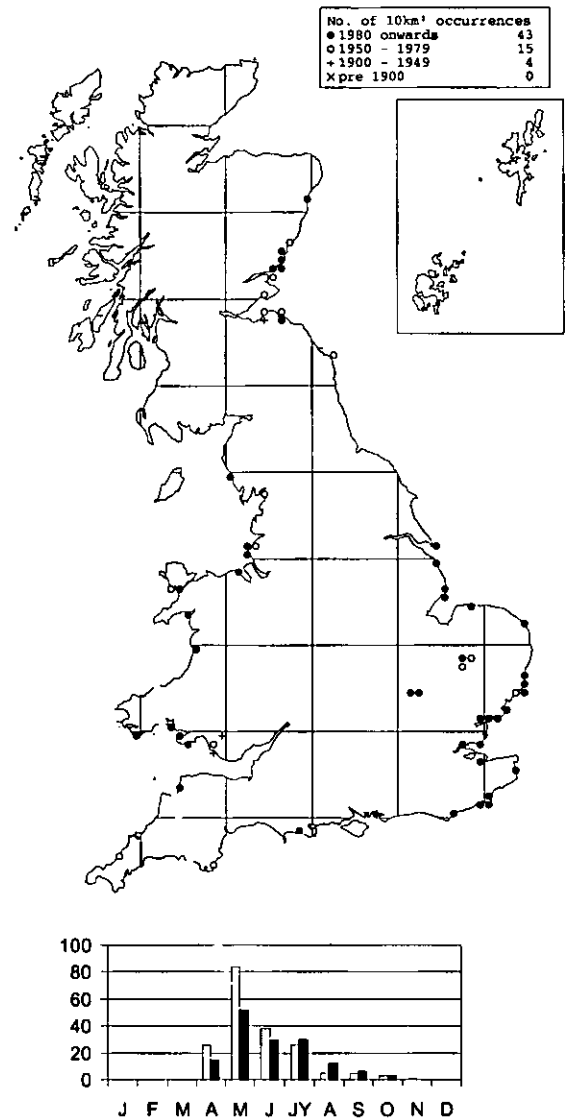 No. of 10km² occurrences
● 1980 onwards 43
○ 1950 - 1979 15
+ 1900 - 1949 4
× pre 1900 0
100
80
60
40
20
0
J F M A M J JY A S O N D